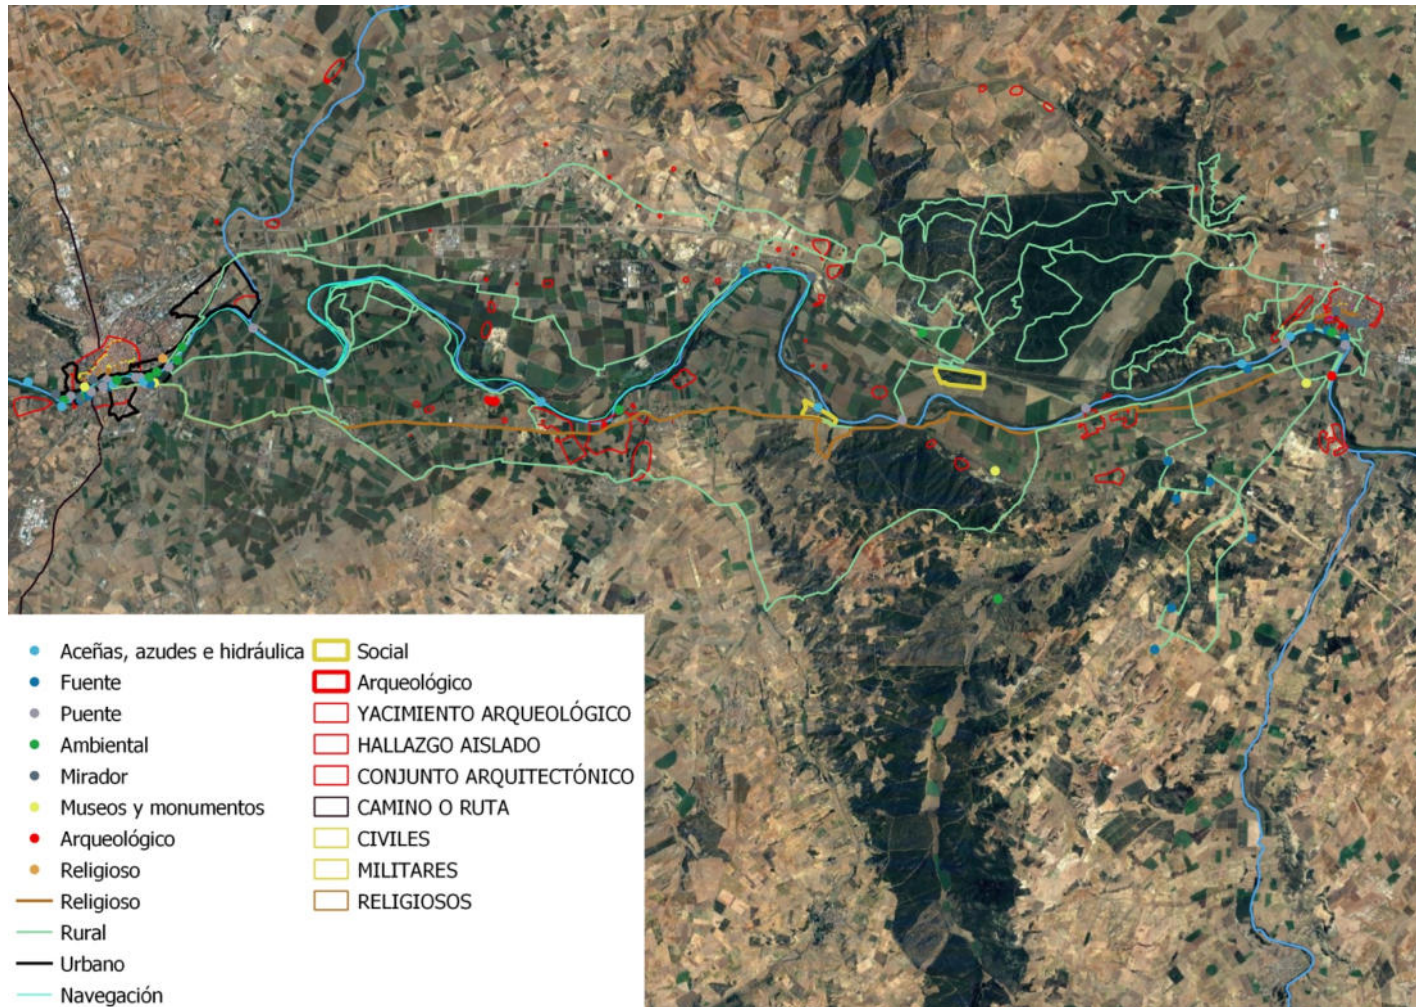 Aceñas, azudes e hidráulica
Fuente
Puente
Ambiental
Mirador
Museos y monumentos
Arqueológico
Religioso
Religioso
Rural
Urbano
Navegación
Social
Arqueológico
YACIMIENTO ARQUEOLÓGICO
HALLAZGO AISLADO
CONJUNTO ARQUITECTÓNICO
CAMINO O RUTA
CIVILES
MILITARES
RELIGIOSOS